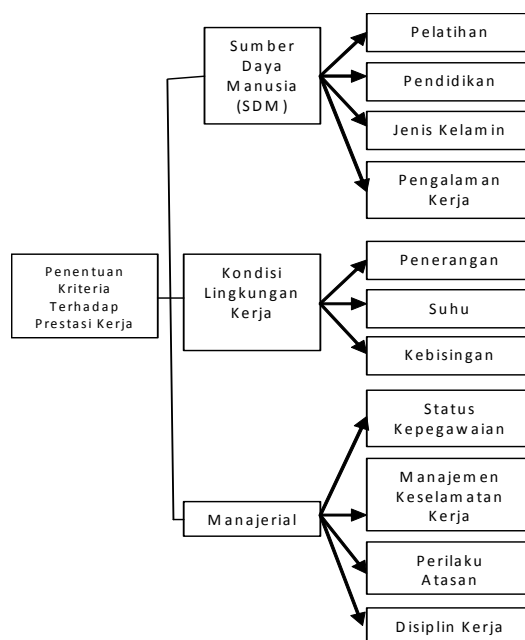 Penentuan
Kriteria
Terhadap
Prestasi Kerja
Sumber
Daya
Manusia
(SDM)
Pelatihan
Pendidikan
Jenis Kelamin
Pengalaman
Kerja
Kondisi
Lingkungan
Kerja
Penerangan
Suhu
Kebisingan
Manajerial
Status
Kepegawaian
Manajemen
Keselamatan
Kerja
Perilaku
Atasan
Disiplin Kerja